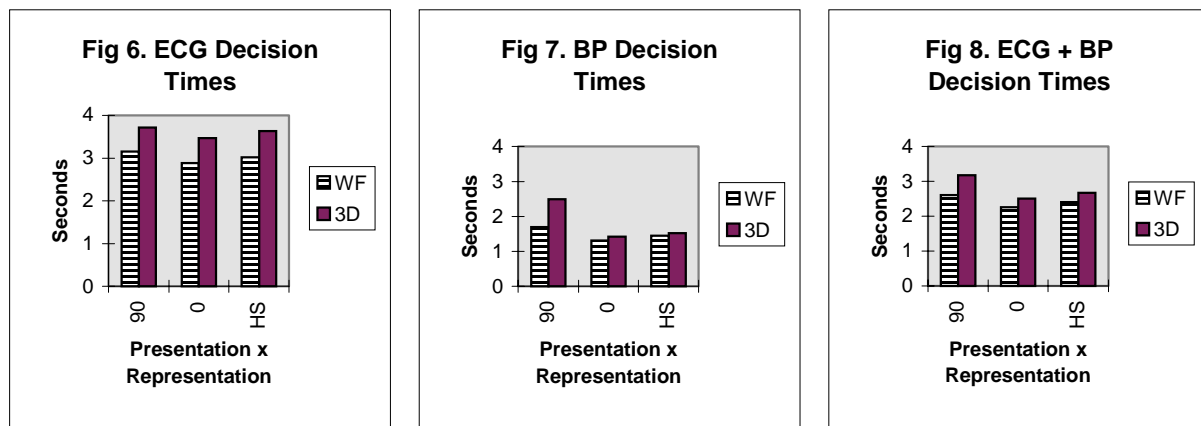 Fig 6. ECG Decision
Times
4
3
2
1
0
Seconds
90
0
HS
Presentation x
Representation
WF
3D
Fig 7. BP Decision
Times
4
3
2
1
0
Seconds
90
0
HS
Presentation x
Representation
WF
3D
Fig 8. ECG + BP
Decision Times
4
3
2
1
0
Seconds
90
0
HS
Presentation x
Representation
WF
3D